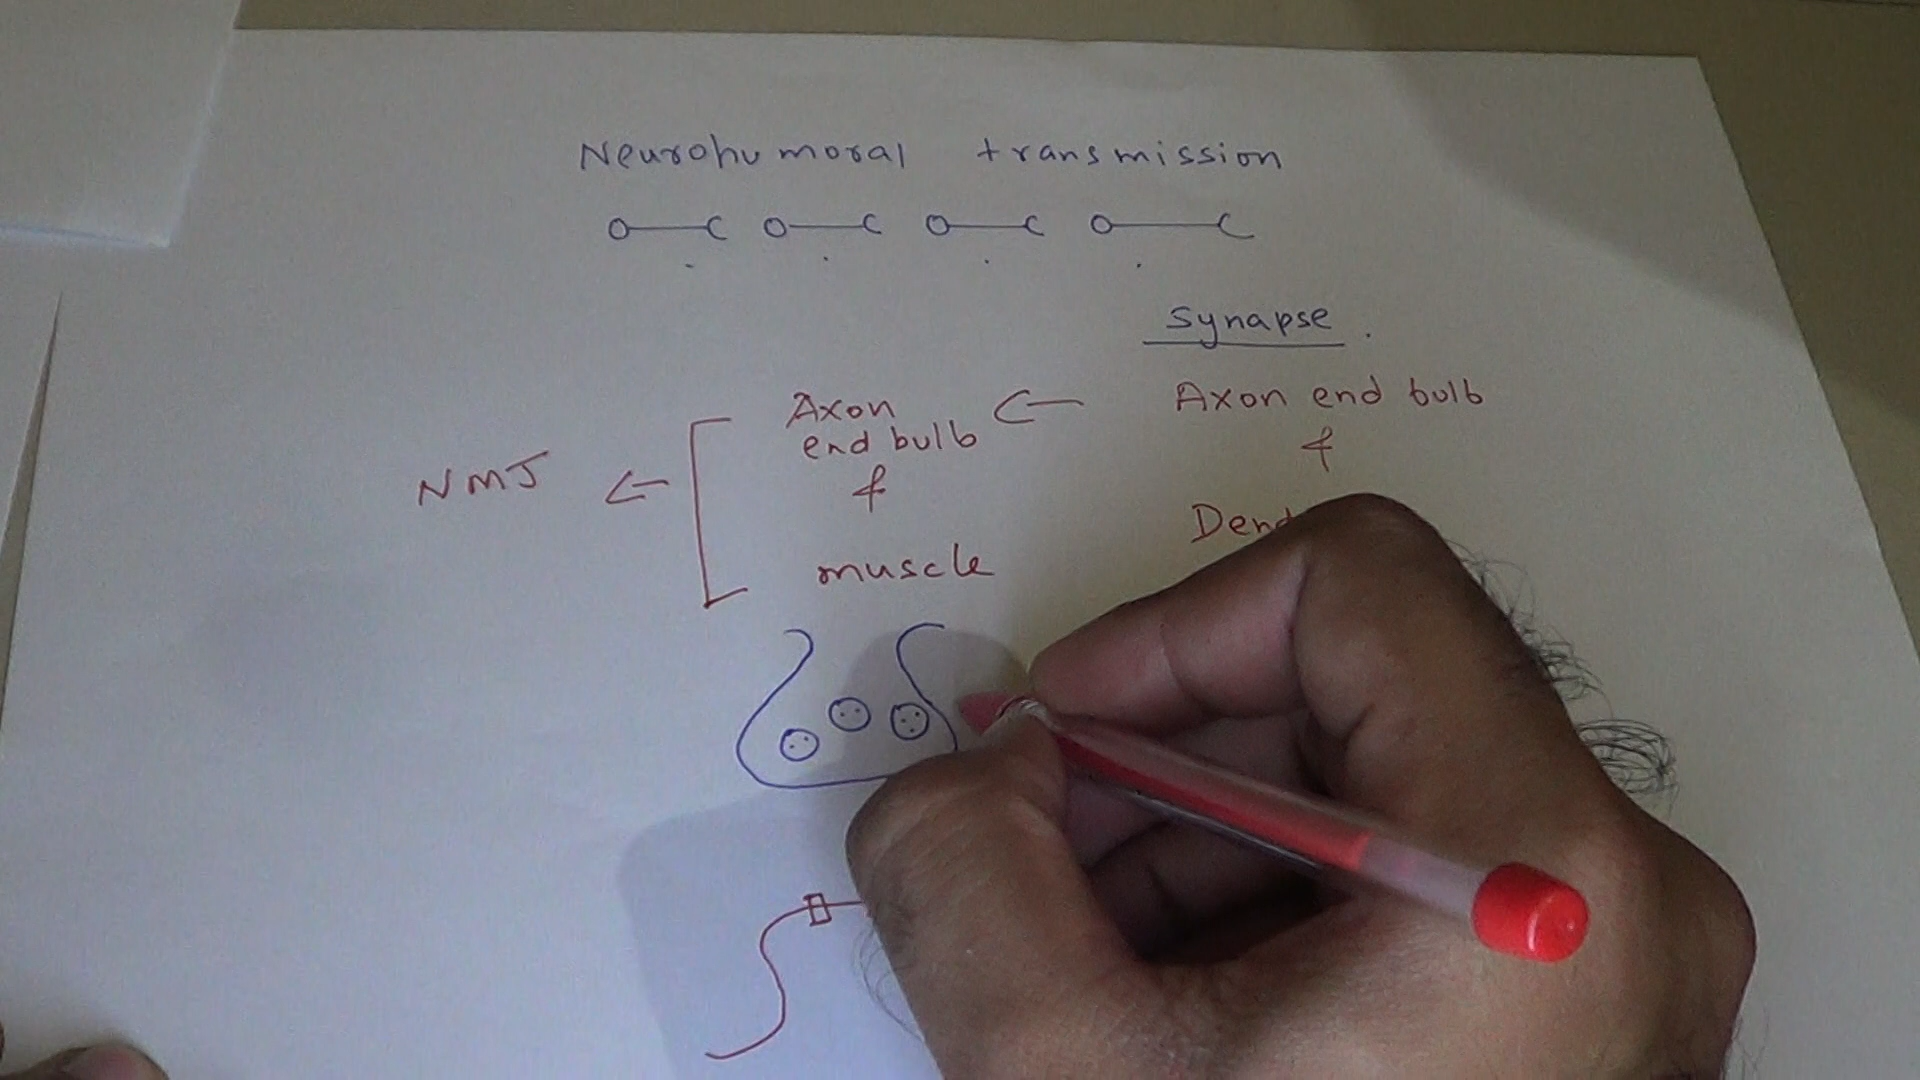 Neurohumoral transmission
Synapse.
Axon end bulb
&
Axon
end bulb
&
muscle
NMJ